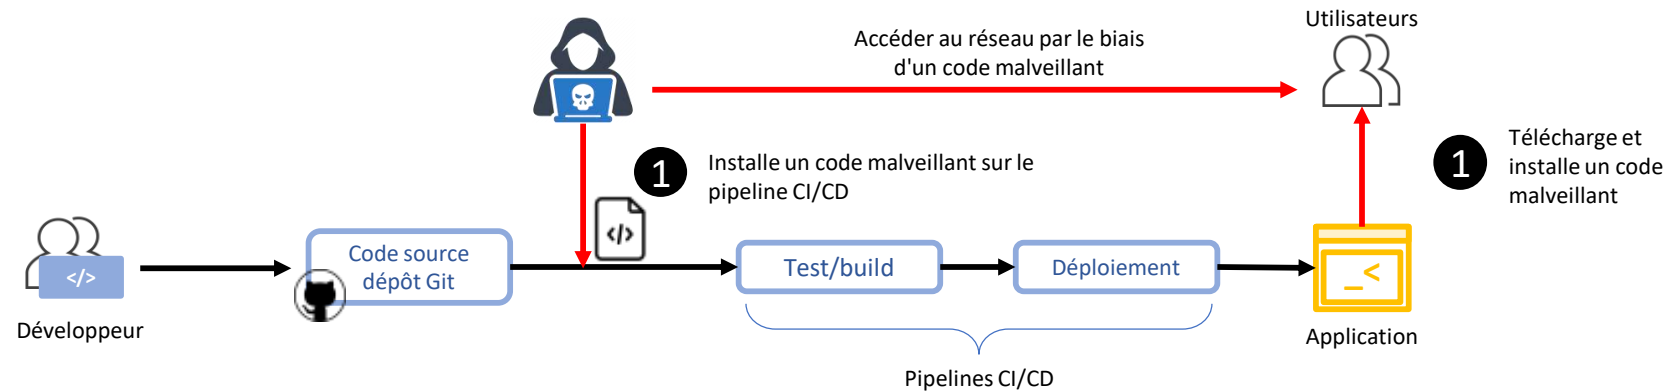 Utilisateurs
Accéder au réseau par le biais
d'un code malveillant
1
Installe un code malveillant sur le
pipeline CI/CD
1
Télécharge et
installe un code
malveillant
</>
</>
Développeur
Code source
dépôt Git
Test/build
Déploiement
_<
Application
Pipelines CI/CD